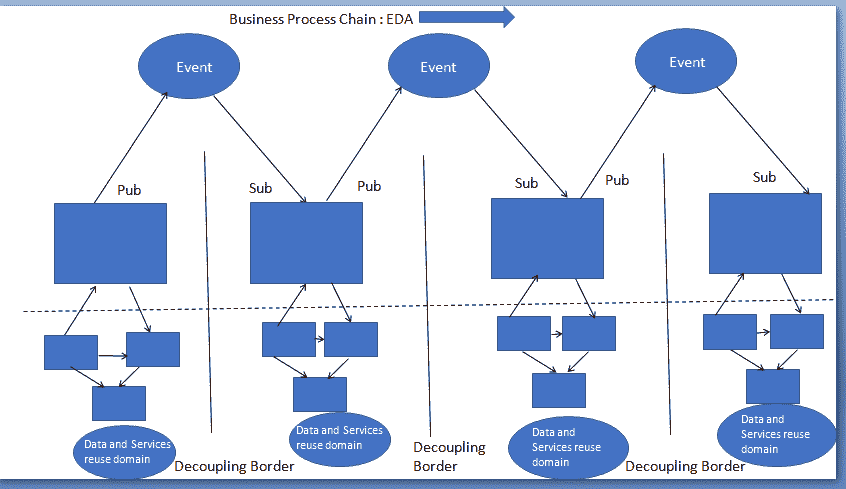 Business Process Chain : EDA
Event
Event
Event
Pub
Sub
Pub
Sub
Pub
Sub
Data and Services
reuse domain
Decoupling Border
Data and Services
reuse domain
Decoupling
Border
Data and
Services reuse
domain
Decoupling Border
Data and
Services reuse
domain